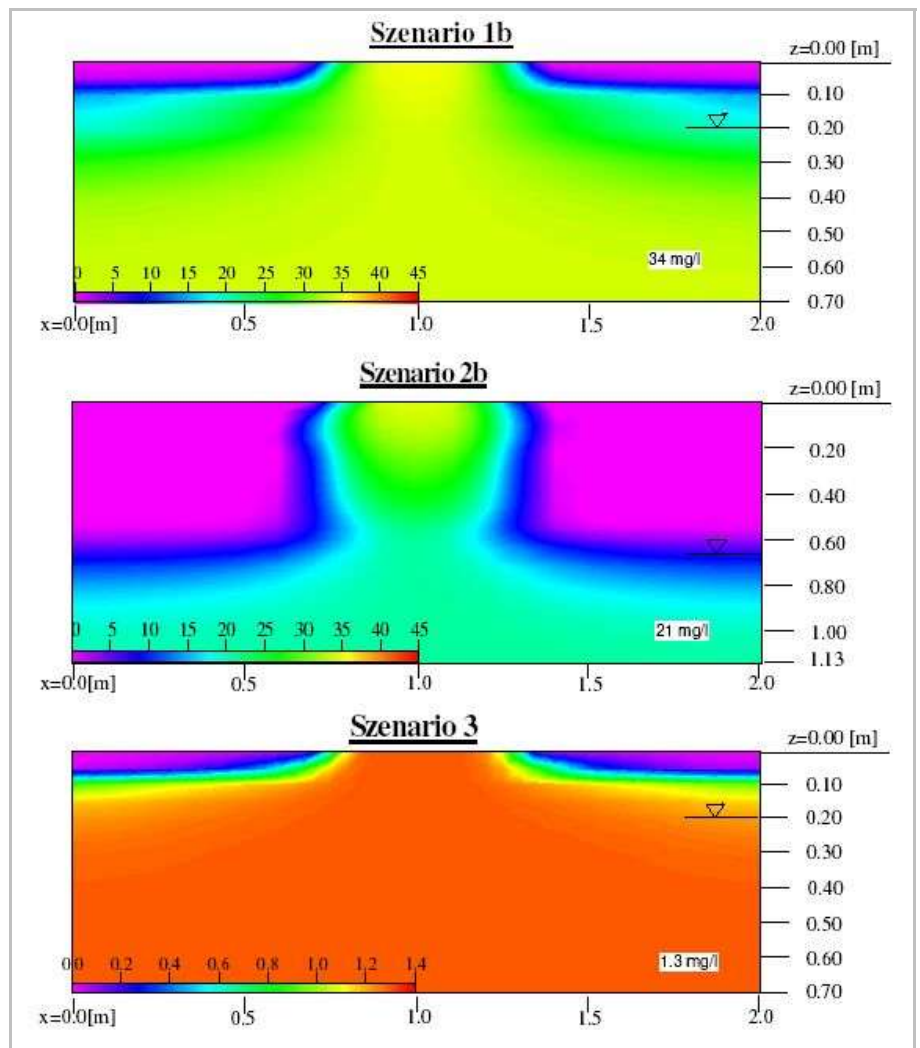 Szenario 1b
z=0.00 [m]
0.10
0.20
0.30
0.40
0.50
0.60
0.70
34 mg/l
0 5 10 15 20 25 30 35 40 45
x=0.0[m] 0.5 1.0 1.5 2.0
Szenario 2b
z=0.00 [m]
0.20
0.40
0.60
0.80
1.00
1.13
21 mg/l
0 5 10 15 20 25 30 35 40 45
x=0.0[m] 0.5 1.0 1.5 2.0
Szenario 3
z=0.00 [m]
0.10
0.20
0.30
0.40
0.50
0.60
0.70
1.3 mg/l
0.0 0.2 0.4 0.6 0.8 1.0 1.2 1.4
x=0.0[m] 0.5 1.0 1.5 2.0